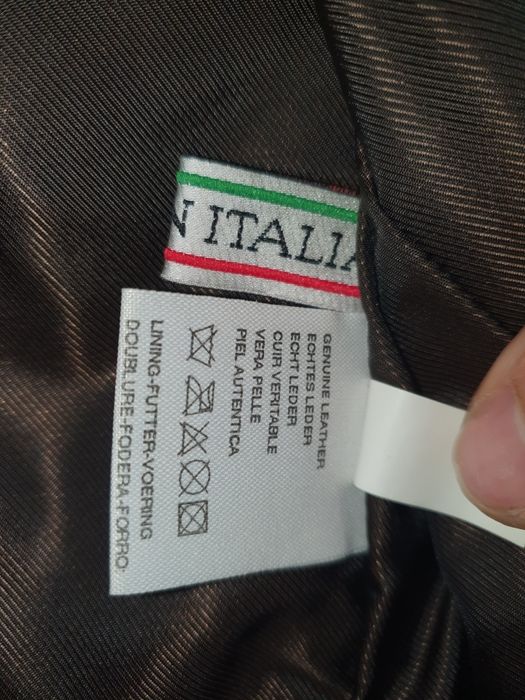 N ITALIA
GENUINE LEATHER
ECHTES LEDER
ECHT LEDER
CUIR VERITABLE
VERA PELLE
PIEL AUTENTICA
LINING-FUTTER-VOERING
DOUBLURE-FODERA-FORRO